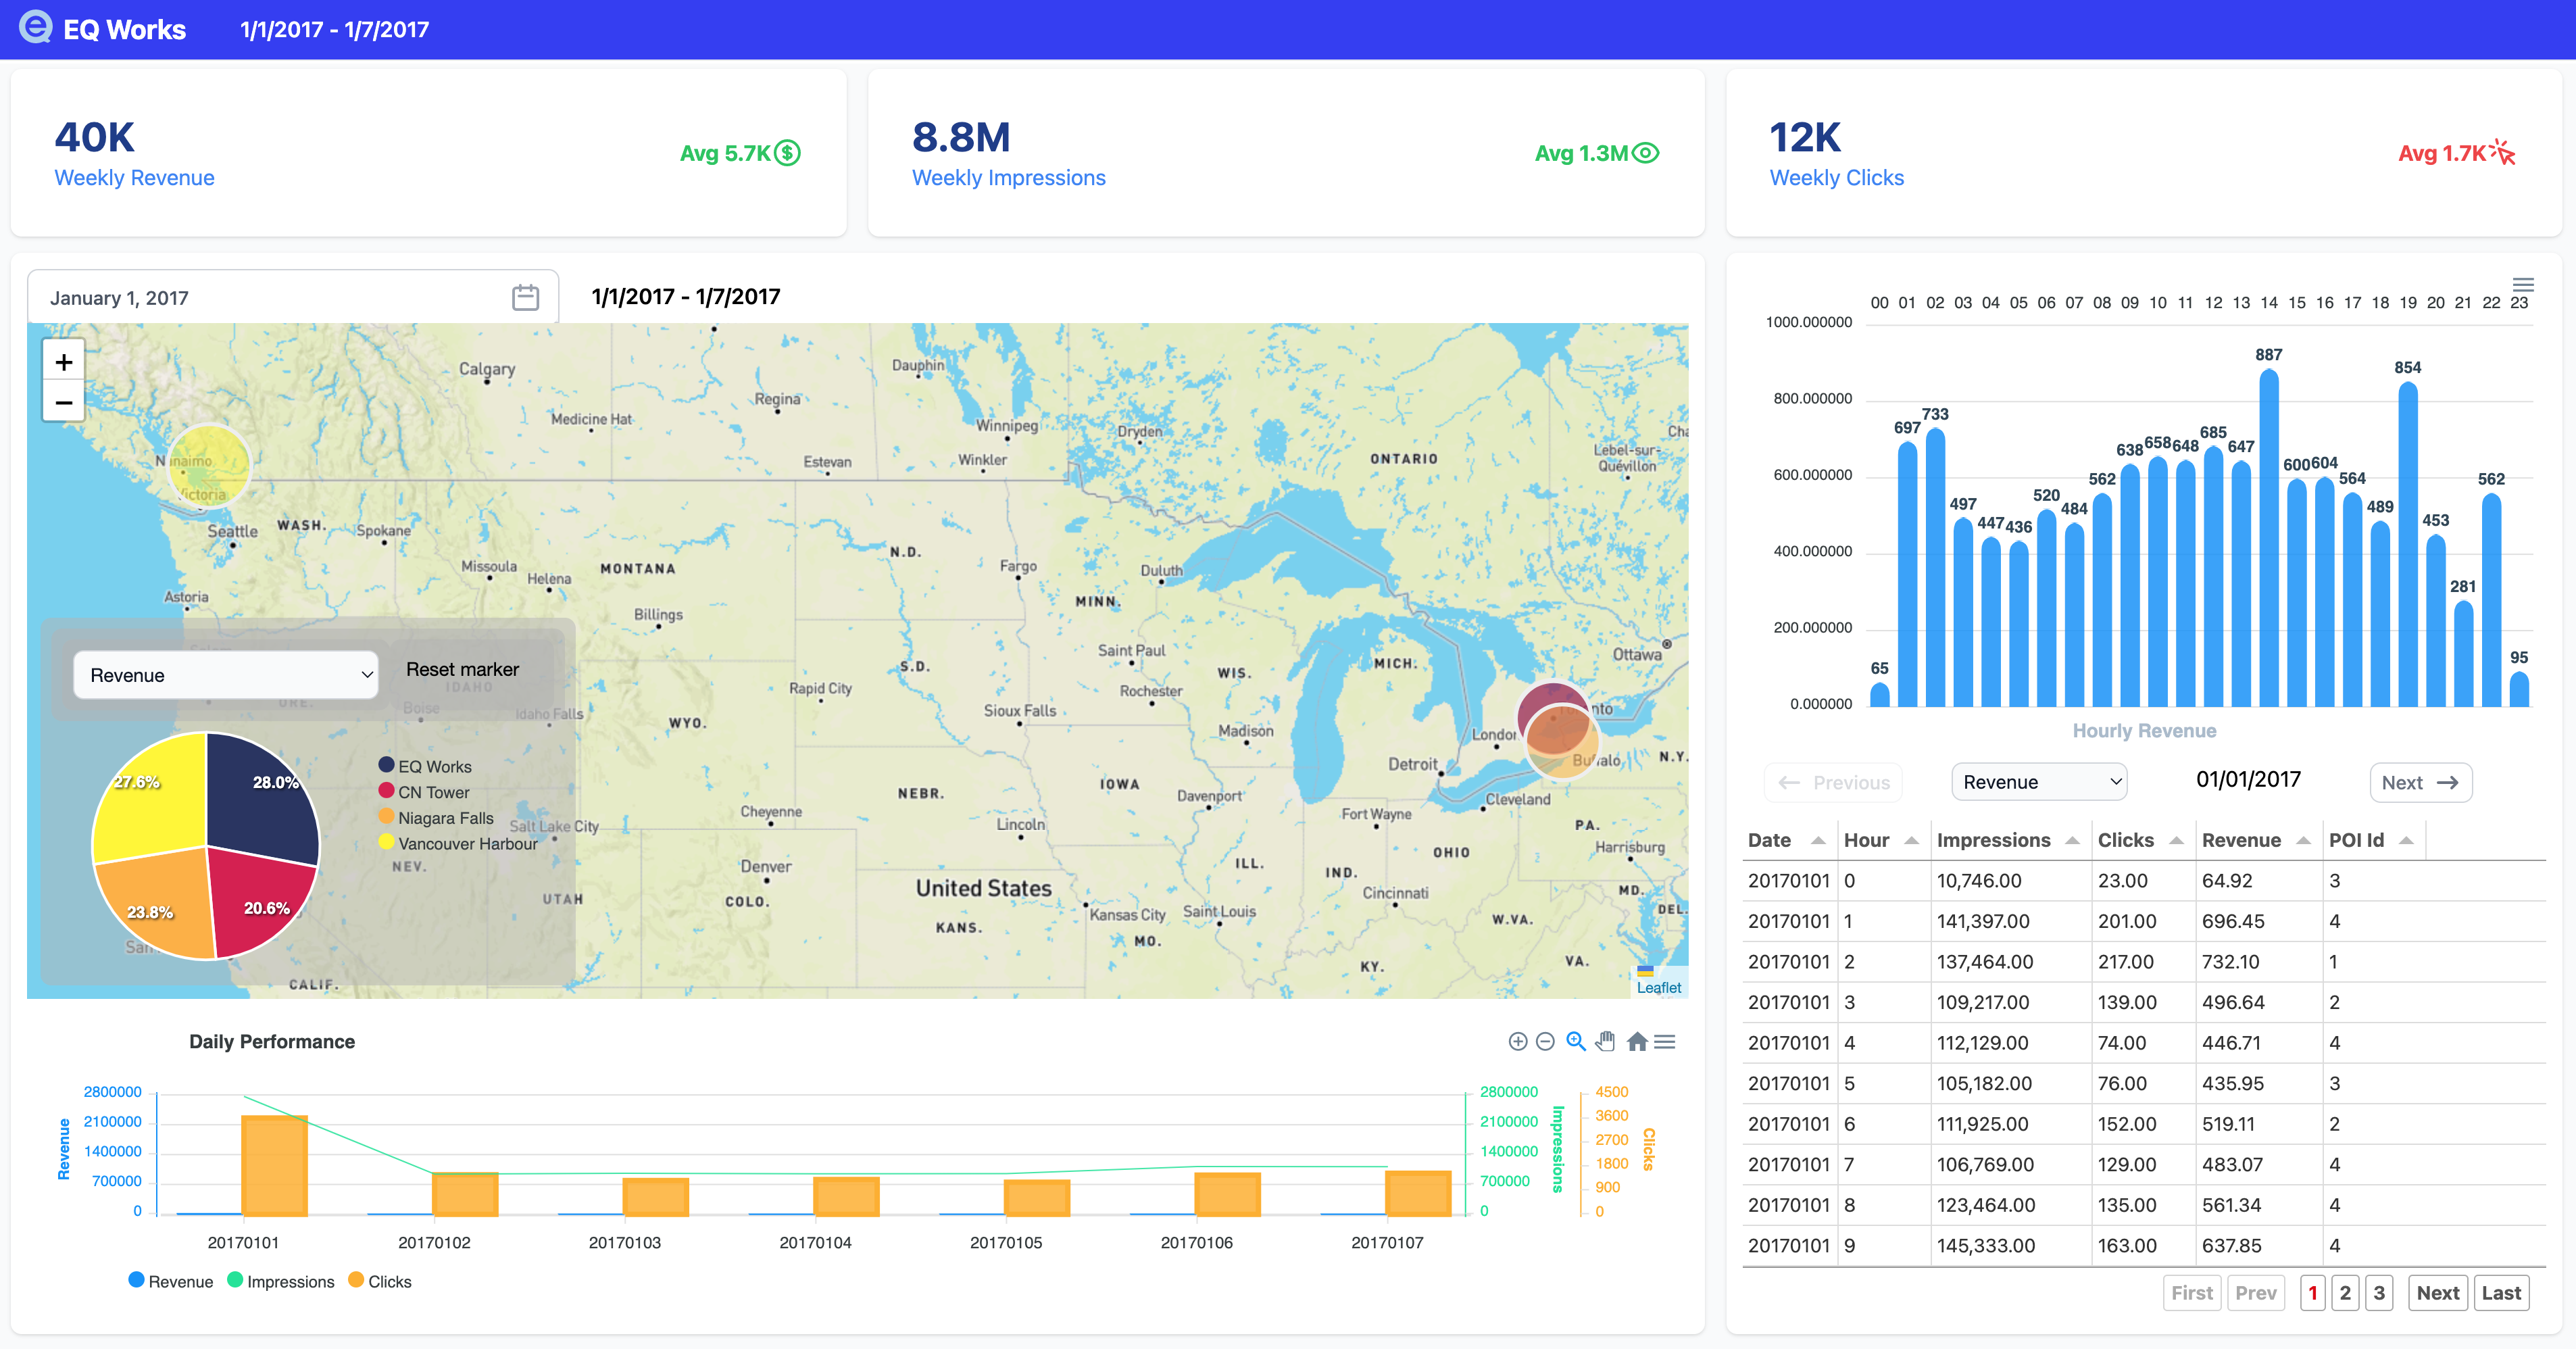 EQ Works
1/1/2017 - 1/7/2017
40K
Weekly Revenue
Avg 5.7K
8.8M
Weekly Impressions
Avg 1.3M
12K
Weekly Clicks
Avg 1.7K
January 1, 2017
1/1/2017 - 1/7/2017
+
−
Calgary
Dauphin
Medicine Hat
Regina
Winnipeg
Dryden
Lebel-sur-
Quévillon
ONTARIO
Estevan
Winkler
Victoria
Seattle
WASH.
Spokane
Missoula
Helena
MONTANA
N.D.
Fargo
Duluth
Astoria
Billings
MINN.
Saint Paul
WIS.
MICH.
Ottawa
S.D.
Rapid City
Rochester
Sioux Falls
Madison
WYO.
IDAHO
Boise
Idaho Falls
ORE.
London
Detroit
N.Y.
IOWA
NEBR.
Davenport
Cleveland
Cheyenne
Fort Wayne
PA.
Salt Lake City
Lincoln
OHIO
Harrisburg
NEV.
Denver
ILL.
IND.
United States
Cincinnati
MD.
UTAH
COLO.
DEL.
Kansas City
Saint Louis
W.VA.
KANS.
MO.
CALIF.
KY.
VA.
Leaflet
Revenue
Reset marker
27.6%
28.0%
23.8%
20.6%
EQ Works
CN Tower
Niagara Falls
Vancouver Harbour
Daily Performance
2800000
2100000
1400000
700000
0
Revenue
2800000
2100000
1400000
700000
0
Impressions
4500
3600
2700
1800
900
0
Clicks
20170101 20170102 20170103 20170104 20170105 20170106 20170107
Revenue Impressions Clicks
00 01 02 03 04 05 06 07 08 09 10 11 12 13 14 15 16 17 18 19 20 21 22 23
1000.000000
800.000000
600.000000
400.000000
200.000000
0.000000
65 697 733 497 447 436 520 484 562 638 658 648 685 647 887 600 604 564 489 854 453 281 562 95
Hourly Revenue
Previous
Revenue
01/01/2017
Next
Date Hour Impressions Clicks Revenue POI Id
20170101 0 10,746.00 23.00 64.92 3
20170101 1 141,397.00 201.00 696.45 4
20170101 2 137,464.00 217.00 732.10 1
20170101 3 109,217.00 139.00 496.64 2
20170101 4 112,129.00 74.00 446.71 4
20170101 5 105,182.00 76.00 435.95 3
20170101 6 111,925.00 152.00 519.11 2
20170101 7 106,769.00 129.00 483.07 4
20170101 8 123,464.00 135.00 561.34 4
20170101 9 145,333.00 163.00 637.85 4
First Prev 1 2 3 Next Last